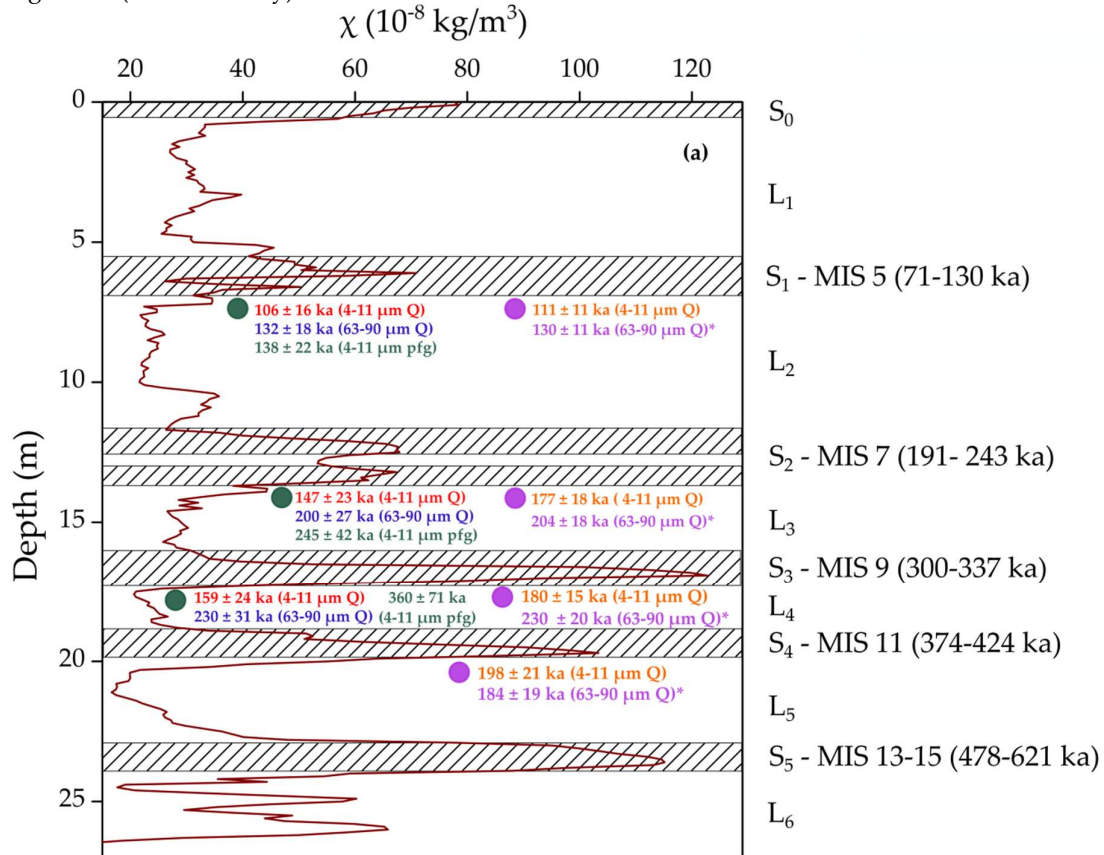 χ (10⁻⁸ kg/m³)
20 40 60 80 100 120
0
S₀
(a)
L₁
5
S₁ - MIS 5 (71-130 ka)
106 ± 16 ka (4-11 µm Q)
132 ± 18 ka (63-90 µm Q)
138 ± 22 ka (4-11 µm pfg)
111 ± 11 ka (4-11 µm Q)
130 ± 11 ka (63-90 µm Q)*
L₂
10
Depth (m)
S₂ - MIS 7 (191- 243 ka)
147 ± 23 ka (4-11 µm Q)
200 ± 27 ka (63-90 µm Q)
245 ± 42 ka (4-11 µm pfg)
177 ± 18 ka ( 4-11 µm Q)
204 ± 18 ka (63-90 µm Q)*
15
L₃
S₃ - MIS 9 (300-337 ka)
159 ± 24 ka (4-11 µm Q)
230 ± 31 ka (63-90 µm Q)
360 ± 71 ka
(4-11 µm pfg)
180 ± 15 ka (4-11 µm Q)
230 ± 20 ka (63-90 µm Q)*
L₄
S₄ - MIS 11 (374-424 ka)
20
198 ± 21 ka (4-11 µm Q)
184 ± 19 ka (63-90 µm Q)*
L₅
S₅ - MIS 13-15 (478-621 ka)
25
L₆